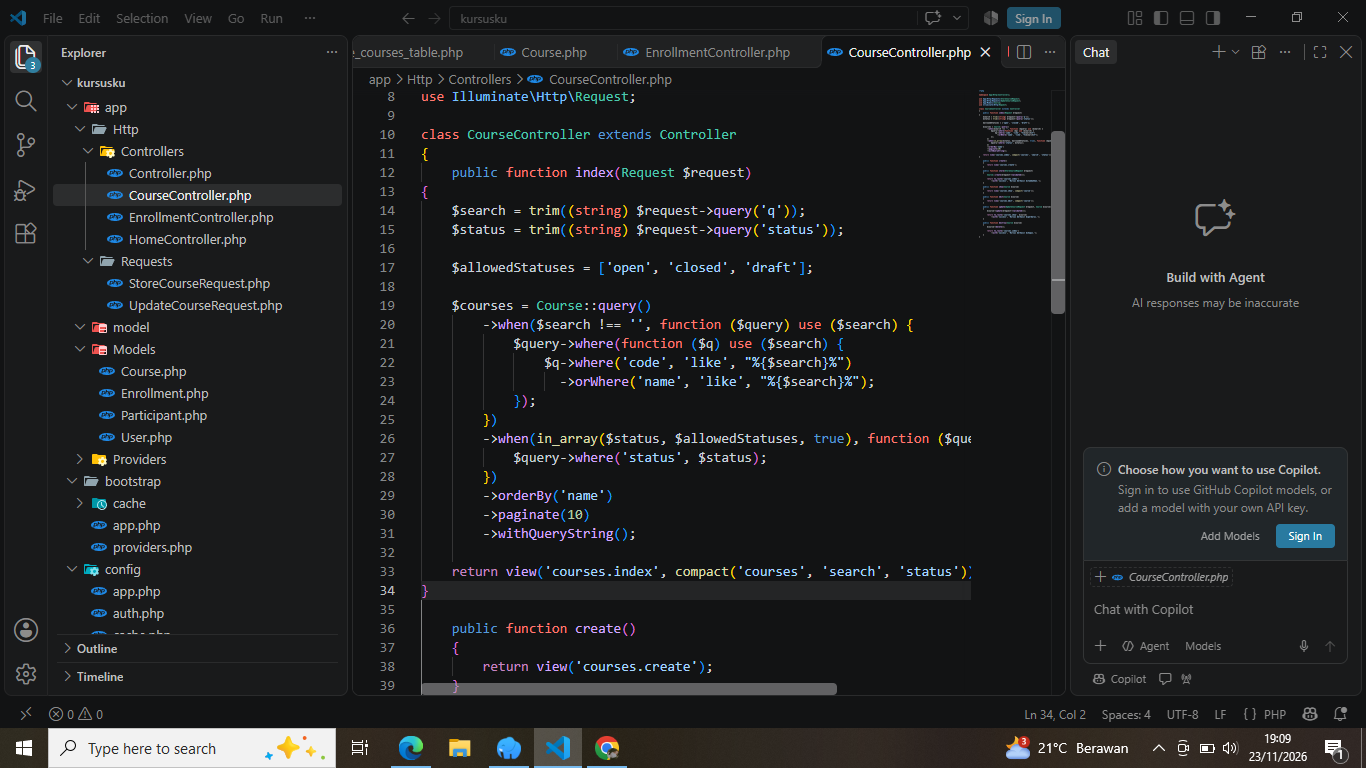 File Edit Selection View Go Run ···
kursusku
Sign In
Explorer
3
kursusku
app
Http
Controllers
Controller.php
CourseController.php
EnrollmentController.php
HomeController.php
Requests
StoreCourseRequest.php
UpdateCourseRequest.php
model
Models
Course.php
Enrollment.php
Participant.php
User.php
Providers
bootstrap
cache
app.php
providers.php
config
app.php
auth.php
cache.php
Outline
Timeline
e_courses_table.php Course.php EnrollmentController.php CourseController.php
app > Http > Controllers > CourseController.php
8 use Illuminate\Http\Request;
9
10 class CourseController extends Controller
11 {
12 public function index(Request $request)
13 {
14 $search = trim((string) $request->query('q'));
15 $status = trim((string) $request->query('status'));
16
17 $allowedStatuses = ['open', 'closed', 'draft'];
18
19 $courses = Course::query()
20 ->when($search !== '', function ($query) use ($search) {
21 $query->where(function ($q) use ($search) {
22 $q->where('code', 'like', "%{$search}%")
23 ->orWhere('name', 'like', "%{$search}%");
24 });
25 })
26 ->when(in_array($status, $allowedStatuses, true), function ($que
27 $query->where('status', $status);
28 })
29 ->orderBy('name')
30 ->paginate(10)
31 ->withQueryString();
32
33 return view('courses.index', compact('courses', 'search', 'status'))
34 }
35
36 public function create()
37 {
38 return view('courses.create');
39 }
Chat
Build with Agent
AI responses may be inaccurate
Choose how you want to use Copilot.
Sign in to use GitHub Copilot models, or
add a model with your own API key.
Add Models Sign In
CourseController.php
Chat with Copilot
Agent Models
Copilot
0 0
Ln 34, Col 2 Spaces: 4 UTF-8 LF { } PHP
Type here to search
3 21°C Berawan
19:09
23/11/2026
1